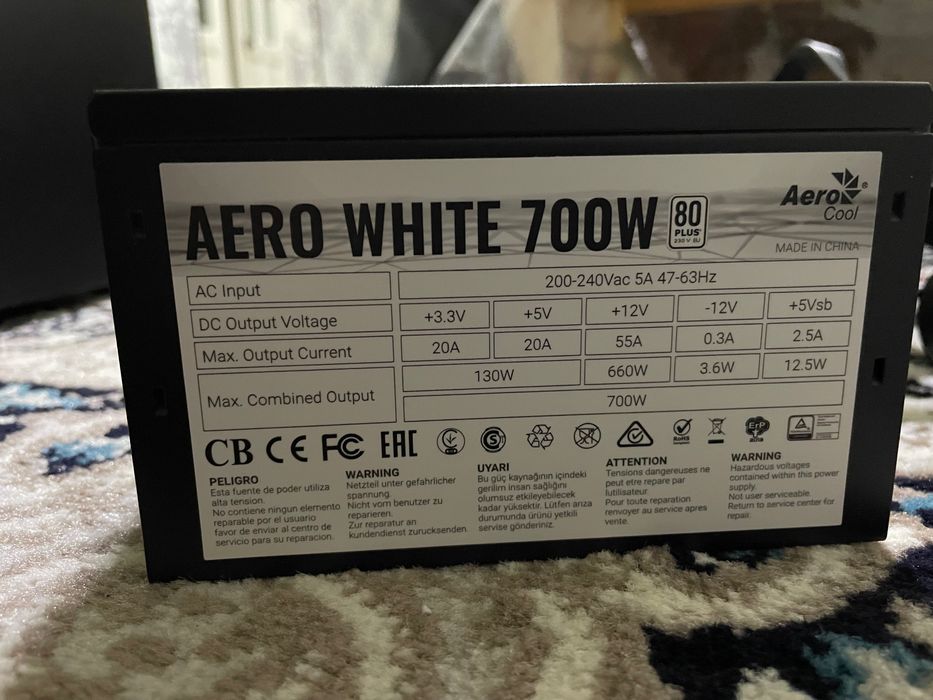 AERO WHITE 700W
80
PLUS
230 V EU
Aero
Cool
®
MADE IN CHINA
AC Input 200-240Vac 5A 47-63Hz
DC Output Voltage +3.3V +5V +12V -12V +5Vsb
Max. Output Current 20A 20A 55A 0.3A 2.5A
Max. Combined Output 130W 660W 3.6W 12.5W
700W
CB CE FC EAC
RoHS
ErP
PELIGRO
Esta fuente de poder utiliza
alta tension.
No contiene ningun elemento
reparable por el usuario
favor de enviar al centro de
servicio para su reparacion.
WARNING
Netzteil unter gefahrlicher
spannung.
Nicht vom benutzer zu
reparieren.
Zur reparatur an
kundendienst zurucksenden.
UYARI
Bu güç kaynağının içindeki
gerilim insan sağlığını
olumsuz etkileyebilecek
kadar yüksektir. Lütfen arıza
durumunda ürünü yetkili
servise gönderiniz.
ATTENTION
Tensions dangereuses ne
peut etre repare par
lutilisateur.
Pour toute reparation
renvoyer au service apres
vente.
WARNING
Hazardous voltages
contained within this power
supply.
Not user serviceable.
Return to service center for
repair.